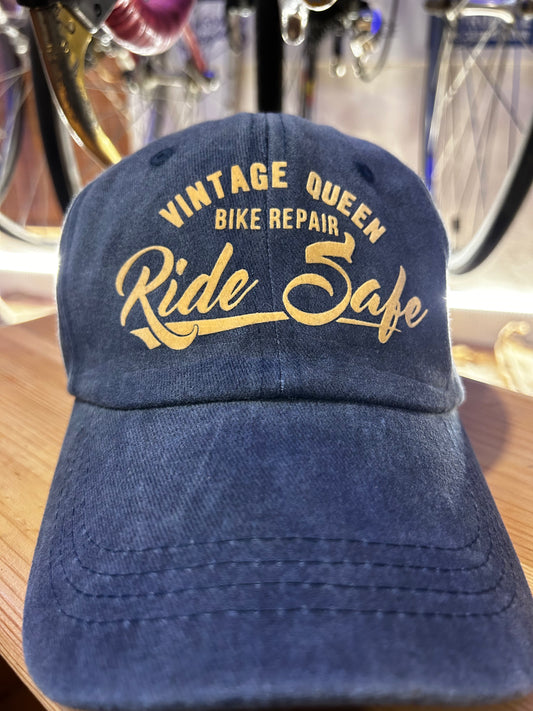 VINTAGE QUEEN
BIKE REPAIR
Ride Safe